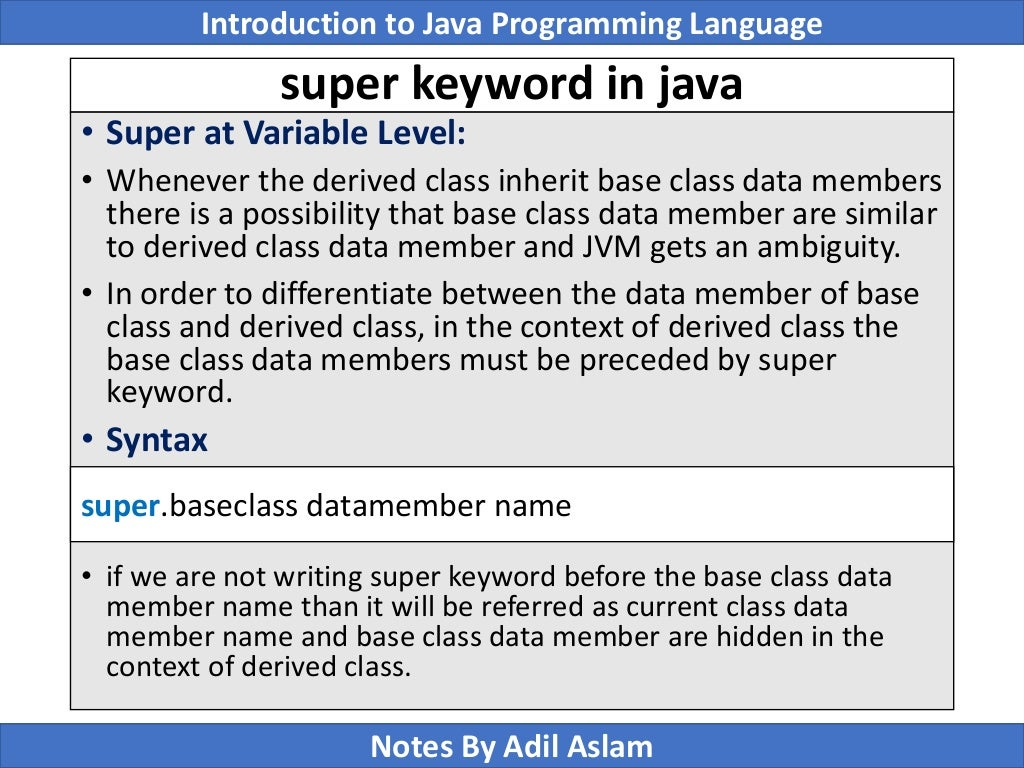 Introduction to Java Programming Language
super keyword in java
• Super at Variable Level:
• Whenever the derived class inherit base class data members
there is a possibility that base class data member are similar
to derived class data member and JVM gets an ambiguity.
• In order to differentiate between the data member of base
class and derived class, in the context of derived class the
base class data members must be preceded by super
keyword.
• Syntax
super.baseclass datamember name
• if we are not writing super keyword before the base class data
member name than it will be referred as current class data
member name and base class data member are hidden in the
context of derived class.
Notes By Adil Aslam